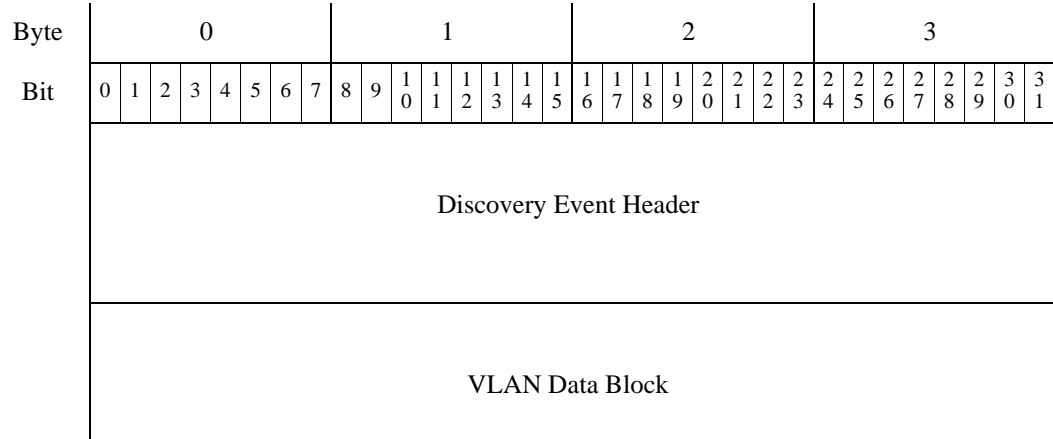 Byte 0 1 2 3
Bit 0 1 2 3 4 5 6 7 8 9 10 11 12 13 14 15 16 17 18 19 20 21 22 23 24 25 26 27 28 29 30 31
Discovery Event Header
VLAN Data Block